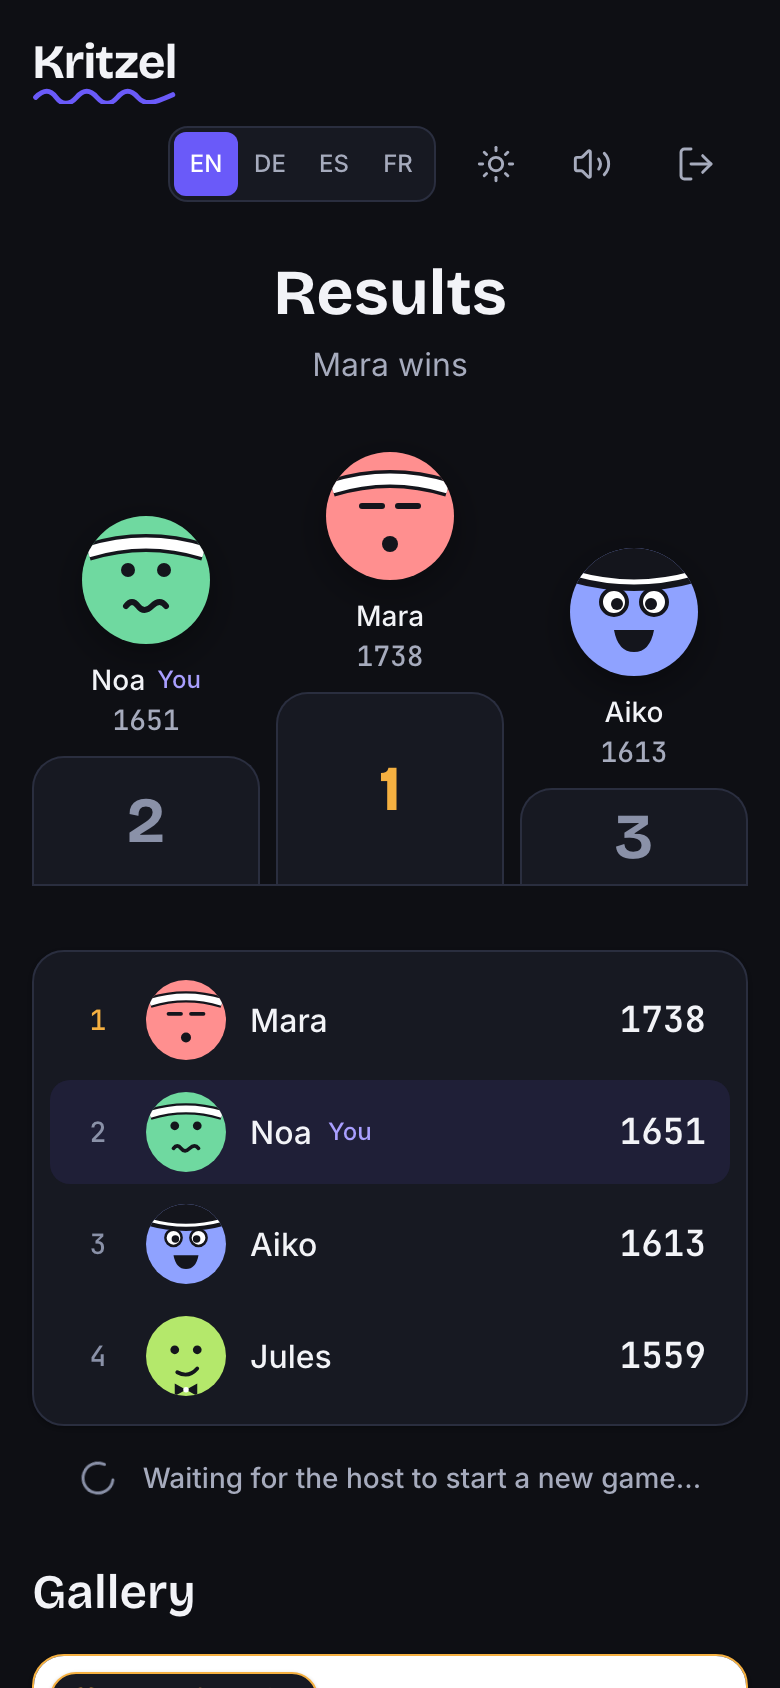 Kritzel
EN DE ES FR
Results
Mara wins
Mara
1738
Noa You
1651
Aiko
1613
1
2
3
1 Mara 1738
2 Noa You 1651
3 Aiko 1613
4 Jules 1559
Waiting for the host to start a new game...
Gallery